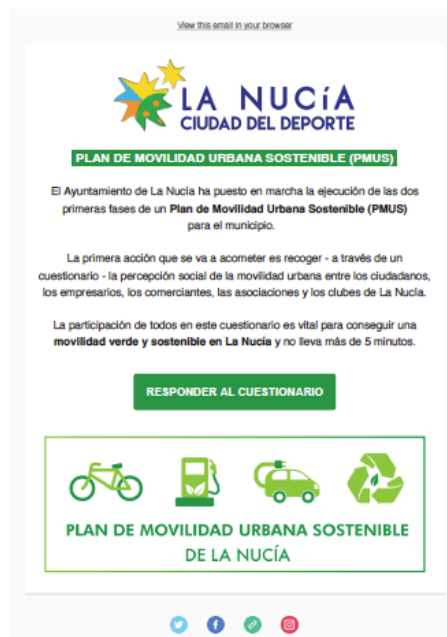 View this email in your browser
LA NUCíA
CIUDAD DEL DEPORTE
PLAN DE MOVILIDAD URBANA SOSTENIBLE (PMUS)
El Ayuntamiento de La Nucía ha puesto en marcha la ejecución de las dos
primeras fases de un Plan de Movilidad Urbana Sostenible (PMUS)
para el municipio.
La primera acción que se va a acometer es recoger - a través de un
cuestionario - la percepción social de la movilidad urbana entre los ciudadanos,
los empresarios, los comerciantes, las asociaciones y los clubes de La Nucía.
La participación de todos en este cuestionario es vital para conseguir una
movilidad verde y sostenible en La Nucía y no lleva más de 5 minutos.
RESPONDER AL CUESTIONARIO
PLAN DE MOVILIDAD URBANA SOSTENIBLE
DE LA NUCÍA